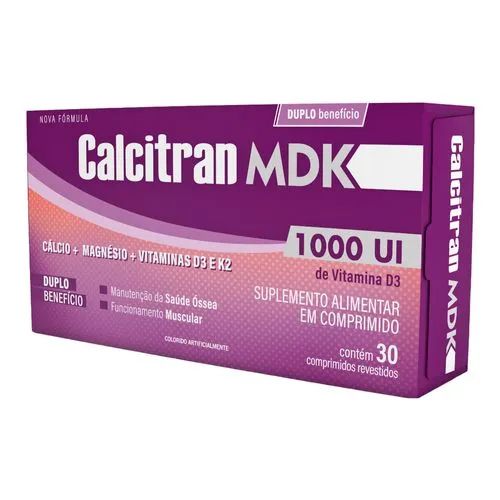 NOVA FÓRMULA
DUPLO benefício
Calcitran MDK
CÁLCIO + MAGNÉSIO + VITAMINAS D3 E K2
1000 UI
de Vitamina D3
DUPLO
BENEFÍCIO
Manutenção da Saúde Óssea
Funcionamento Muscular
SUPLEMENTO ALIMENTAR
EM COMPRIMIDO
contém 30
comprimidos revestidos
COLORIDO ARTIFICIALMENTE
Calcitran MDK